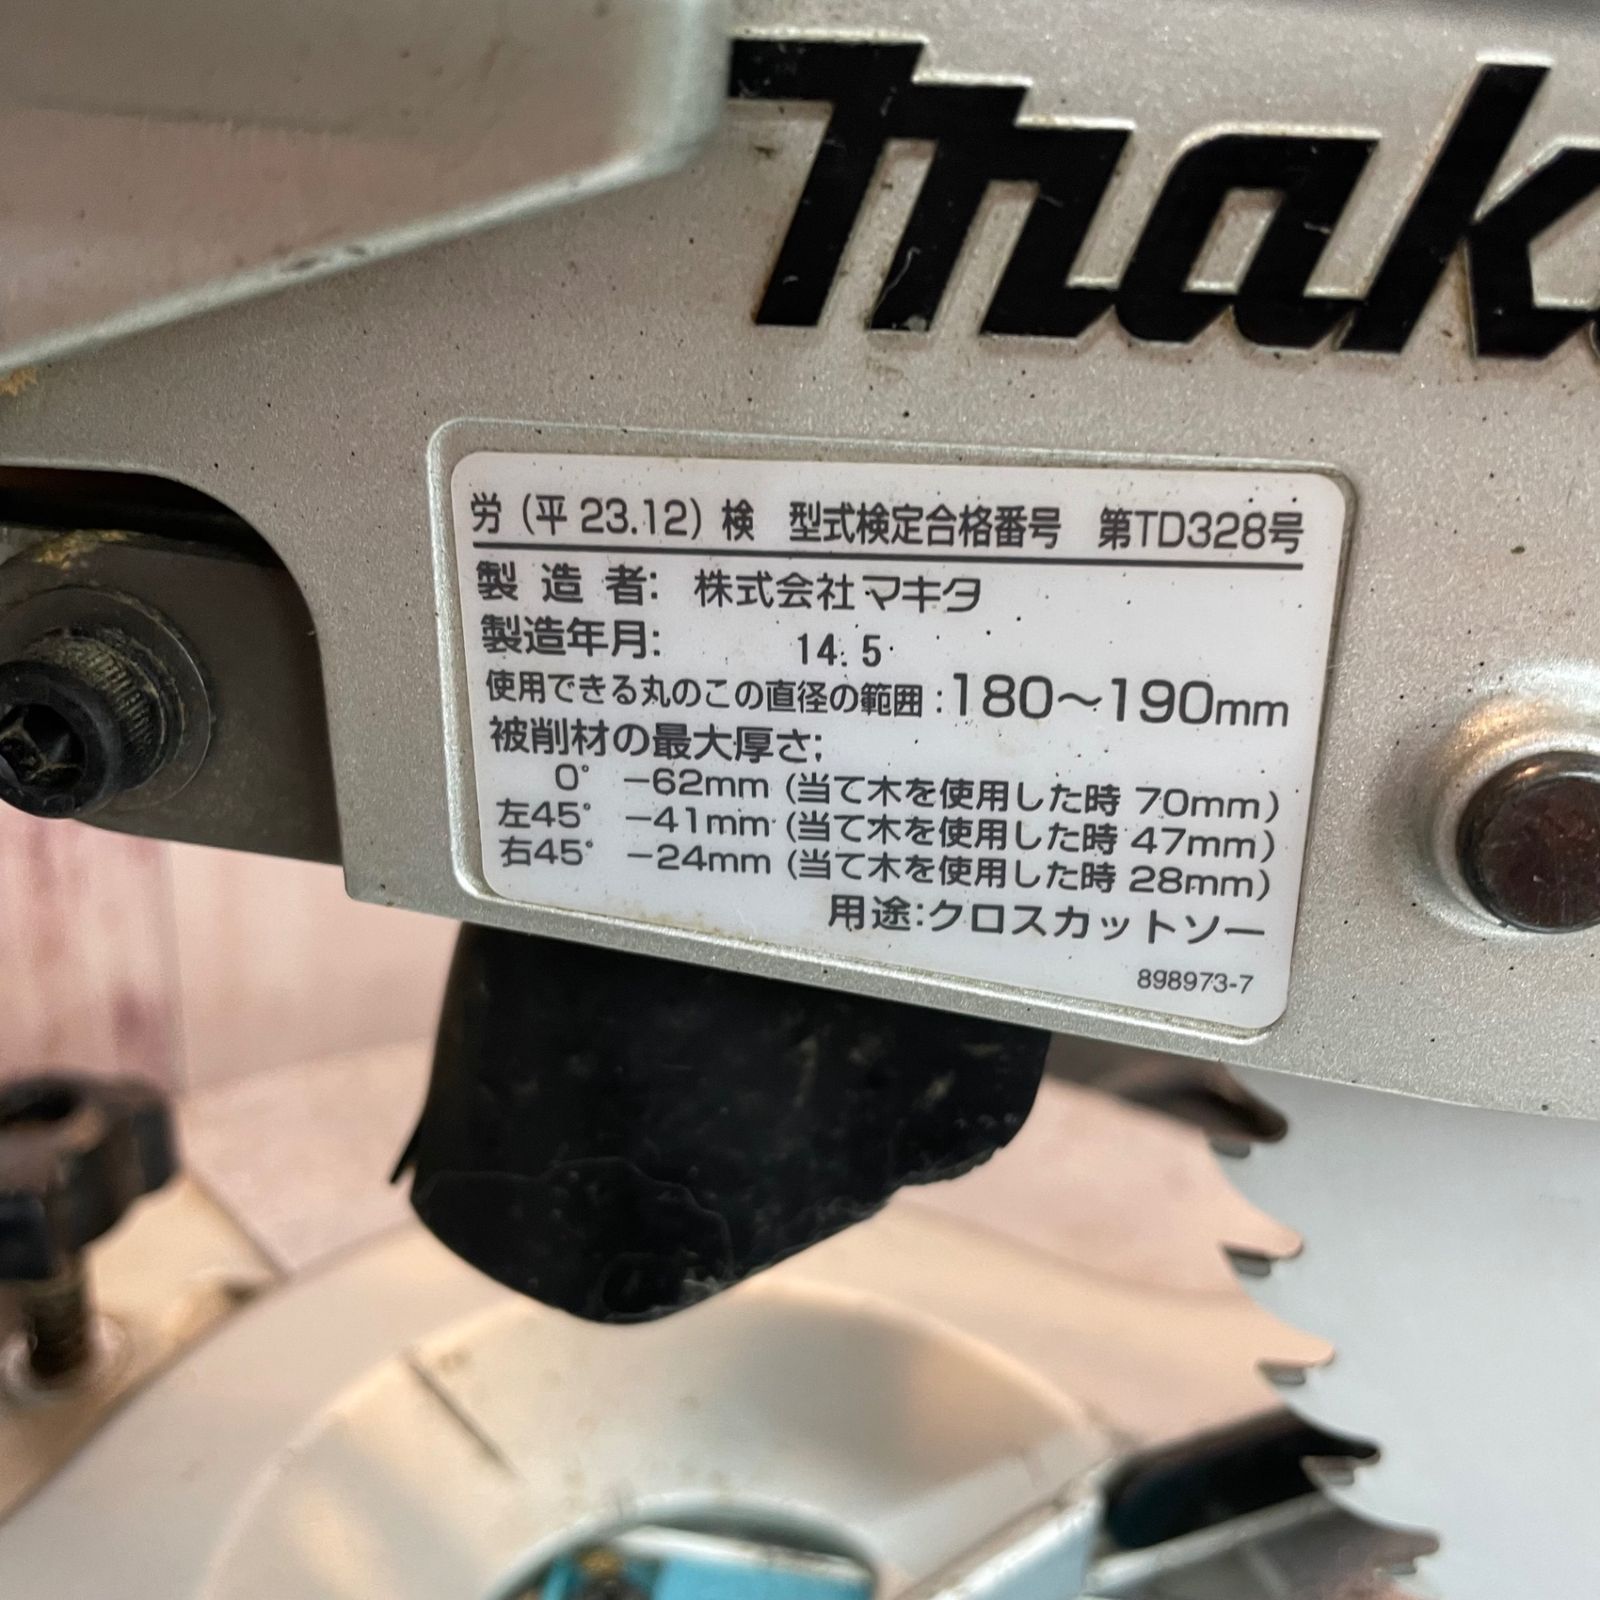 makita
労（平 23.12）検 型式検定合格番号 第TD328号
製造者: 株式会社マキタ
製造年月: 14. 5
使用できる丸のこの直径の範囲:180～190mm
被削材の最大厚さ;
0° −62mm (当て木を使用した時 70mm)
左45° −41mm (当て木を使用した時 47mm)
右45° −24mm (当て木を使用した時 28mm)
用途:クロスカットソー
898973-7